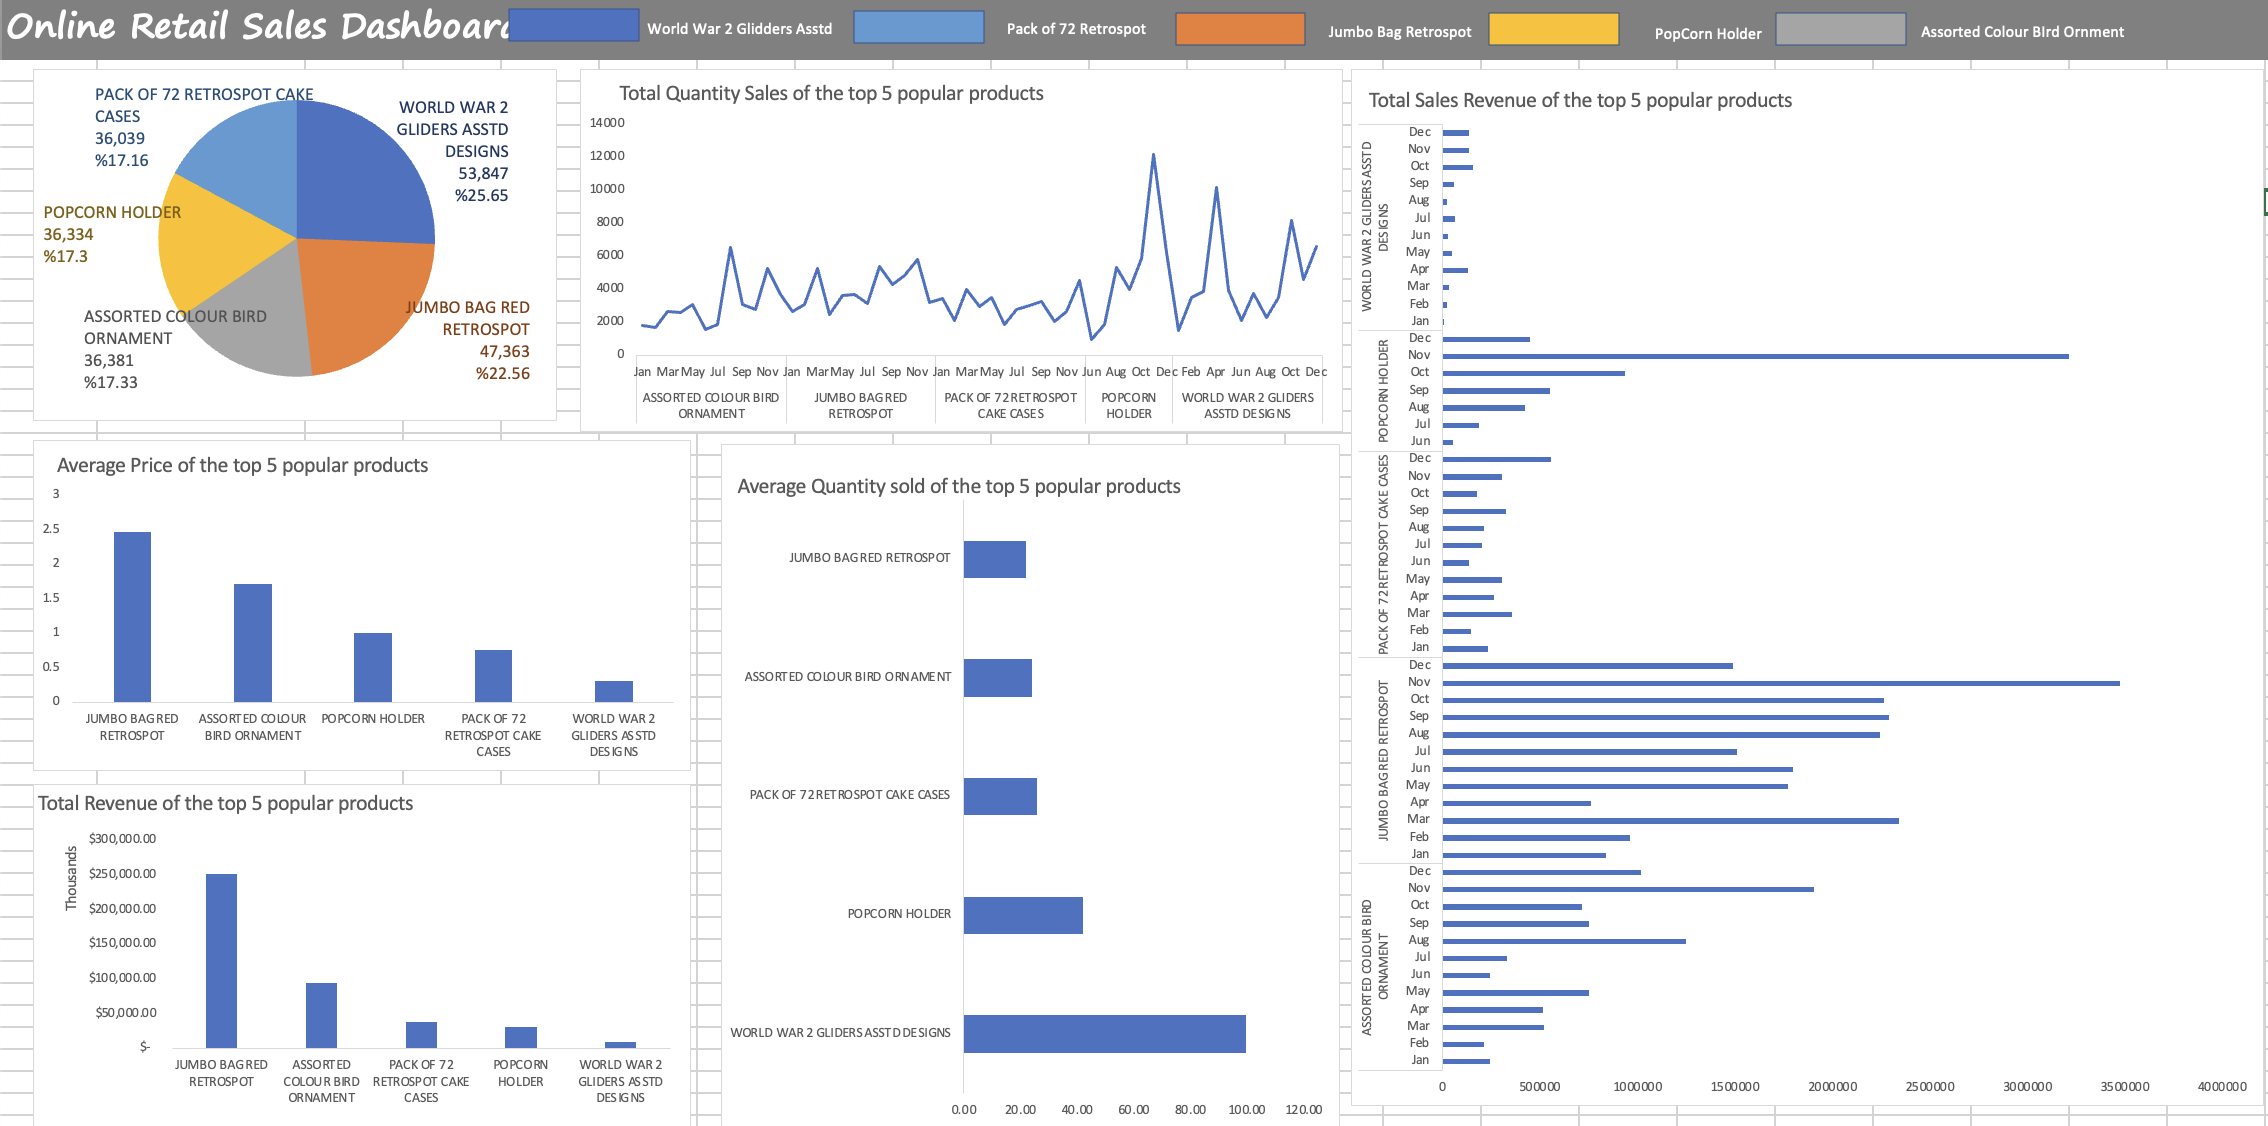 Online Retail Sales Dashboard
World War 2 Glidders Asstd
Pack of 72 Retrospot
Jumbo Bag Retrospot
PopCorn Holder
Assorted Colour BIrd Ornment
PACK OF 72 RETROSPOT CAKE
CASES
36,039
%17.16
WORLD WAR 2
GLIDERS ASSTD
DESIGNS
53,847
%25.65
POPCORN HOLDER
36,334
%17.3
ASSORTED COLOUR BIRD
ORNAMENT
36,381
%17.33
JUMBO BAG RED
RETROSPOT
47,363
%22.56
Total Quantity Sales of the top 5 popular products
14000
12000
10000
8000
6000
4000
2000
0
Jan Mar May Jul Sep Nov Jan Mar May Jul Sep Nov Jan Mar May Jul Sep Nov Jun Aug Oct Dec Feb Apr Jun Aug Oct Dec
ASSORTED COLOUR BIRD
ORNAMENT
JUMBO BAG RED
RETROSPOT
PACK OF 72 RETROSPOT
CAKE CASES
POPCORN
HOLDER
WORLD WAR 2 GLIDERS
ASSTD DESIGNS
Average Price of the top 5 popular products
3
2.5
2
1.5
1
0.5
0
JUMBO BAG RED
RETROSPOT
ASSORTED COLOUR
BIRD ORNAMENT
POPCORN HOLDER
PACK OF 72
RETROSPOT CAKE
CASES
WORLD WAR 2
GLIDERS ASSTD
DESIGNS
Total Revenue of the top 5 popular products
Thousands
$300,000.00
$250,000.00
$200,000.00
$150,000.00
$100,000.00
$50,000.00
$-
JUMBO BAG RED
RETROSPOT
ASSORTED
COLOUR BIRD
ORNAMENT
PACK OF 72
RETROSPOT CAKE
CASES
POPCORN
HOLDER
WORLD WAR 2
GLIDERS ASSTD
DESIGNS
Average Quantity sold of the top 5 popular products
JUMBO BAG RED RETROSPOT
ASSORTED COLOUR BIRD ORNAMENT
PACK OF 72 RETROSPOT CAKE CASES
POPCORN HOLDER
WORLD WAR 2 GLIDERS ASSTD DESIGNS
0.00 20.00 40.00 60.00 80.00 100.00 120.00
Total Sales Revenue of the top 5 popular products
WORLD WAR 2 GLIDERS ASSTD
DESIGNS
Dec
Nov
Oct
Sep
Aug
Jul
Jun
May
Apr
Mar
Feb
Jan
POPCORN HOLDER
Dec
Nov
Oct
Sep
Aug
Jul
Jun
PACK OF 72 RETROSPOT CAKE CASES
Dec
Nov
Oct
Sep
Aug
Jul
Jun
May
Apr
Mar
Feb
Jan
JUMBO BAG RED RETROSPOT
Dec
Nov
Oct
Sep
Aug
Jul
Jun
May
Apr
Mar
Feb
Jan
ASSORTED COLOUR BIRD
ORNAMENT
Dec
Nov
Oct
Sep
Aug
Jul
Jun
May
Apr
Mar
Feb
Jan
0 500000 1000000 1500000 2000000 2500000 3000000 3500000 4000000